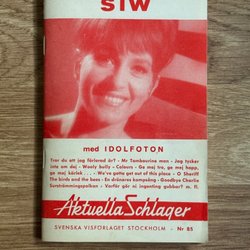 SIW
med IDOLFOTON
Tror du att jag förlorad är? - Mr Tambourine man - Jag tycker
inte om dej - Wooly bully - Colours - Ge mej tro, ge mej hopp,
ge mej kärlek . . . - We've gotta get out of this place - O Sheriff
The birds and the bees - En drönares kampsång - Goodbye Charlie
Surströmmingspolkan - Varför gör ni ingenting gubbar? m. fl.
Aktuella Schlager
SVENSKA VISFÖRLAGET STOCKHOLM - Nr 85